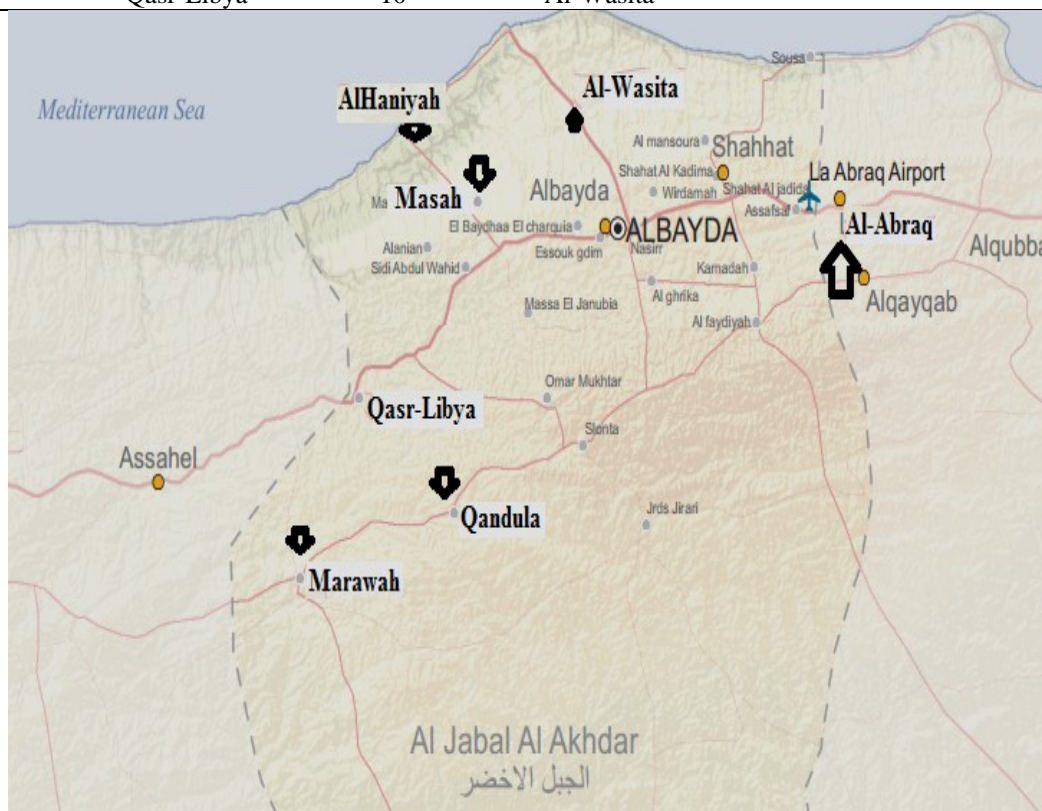 Qasr-Libya 10 Al-Wasita
Sousa
Mediterranean Sea
AlHaniyah
Al-Wasita
Al mansoura
Shahhat
Shahat Al Kadima
La Abraq Airport
Masah
Albayda
Wirdamah
Shahat Al jadida
Assafsaf
El Baydhaa El charquia
ALBAYDA
Al-Abraq
Alanian
Essouk gdim
Nasirr
Alqubba
Sidi Abdul Wahid
Karnadah
Al ghrika
Alqayqab
Massa El Janubia
Al faydiyah
Omar Mukhtar
Qasr-Libya
Slonta
Assahel
Qandula
Jrds Jirari
Marawah
Al Jabal Al Akhdar
الجبل الاخضر